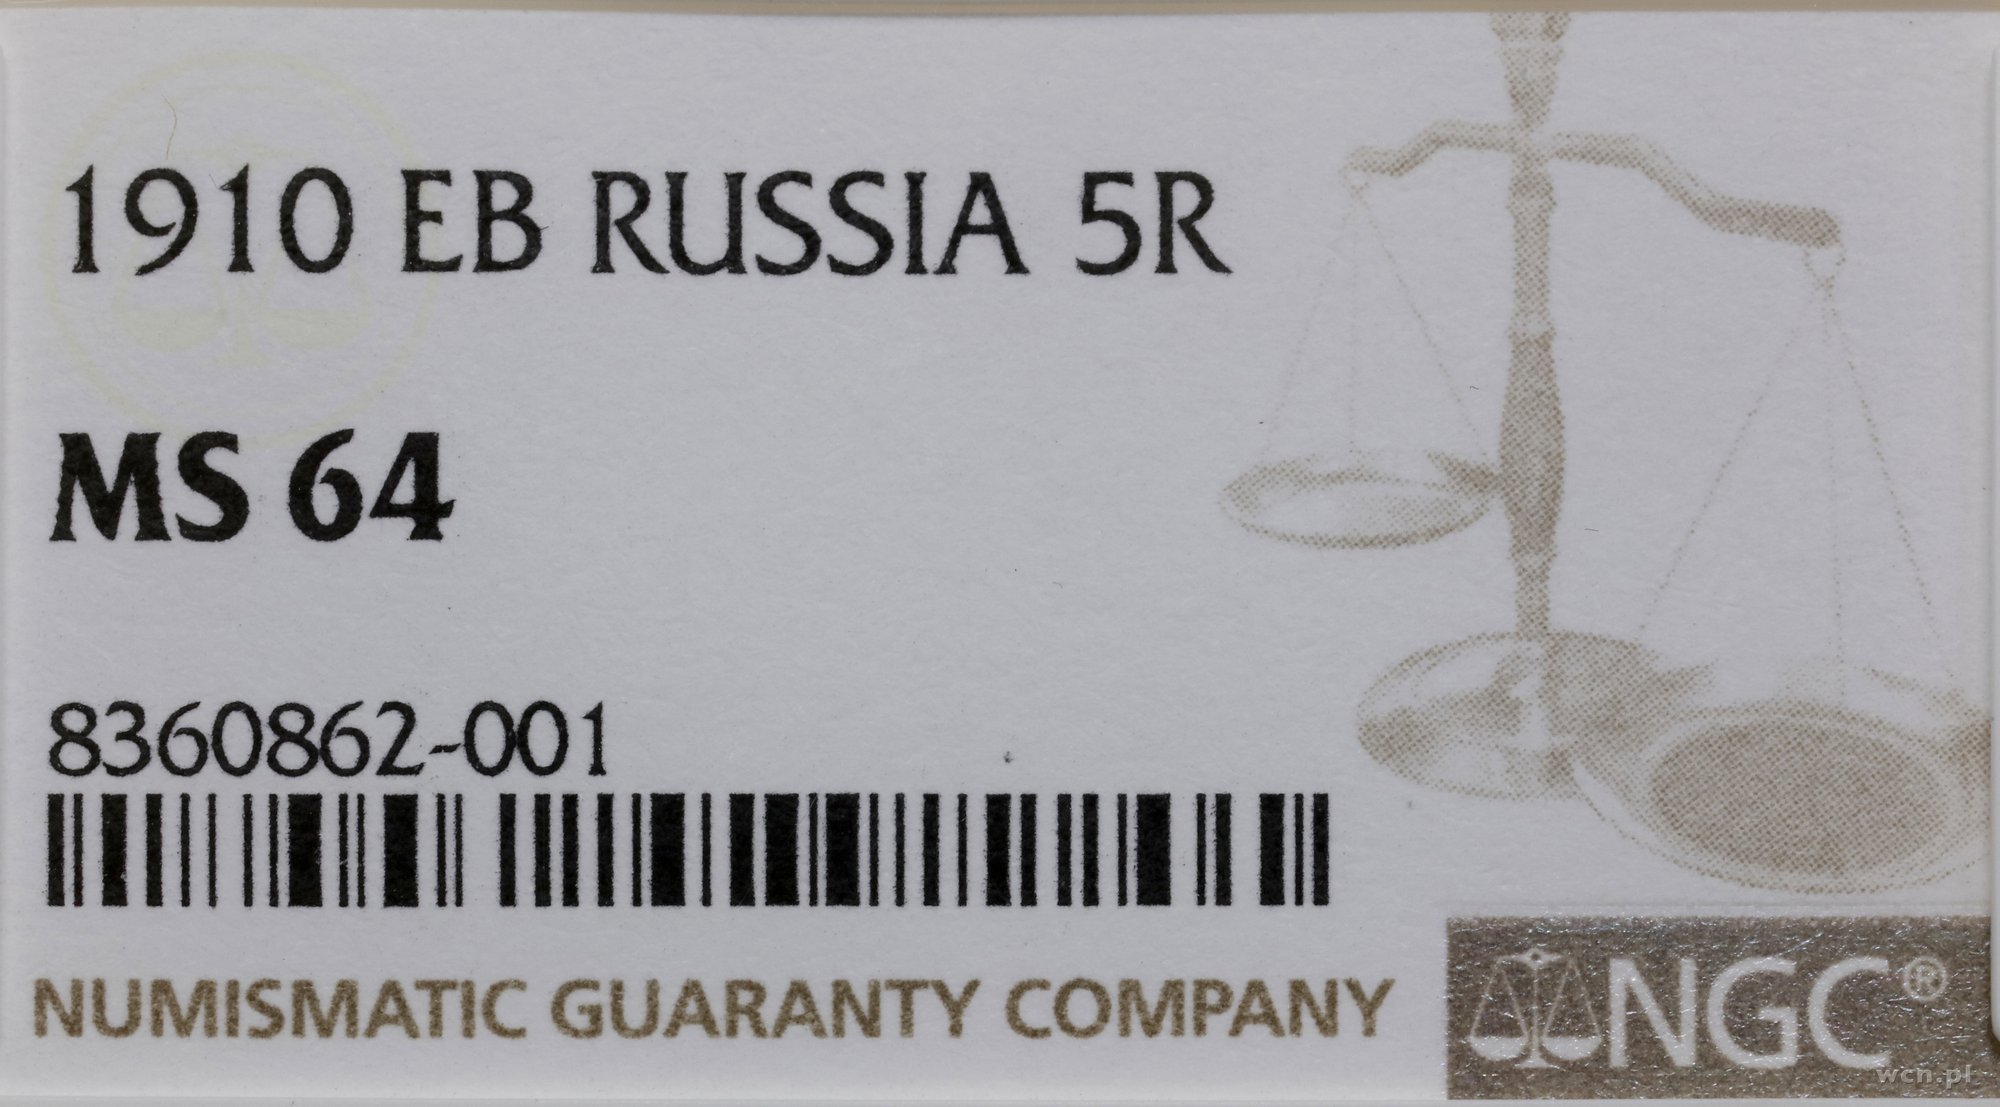 1910 EB RUSSIA 5R
MS 64
8360862-001
NUMISMATIC GUARANTY COMPANY
NGC®
wcn.pl